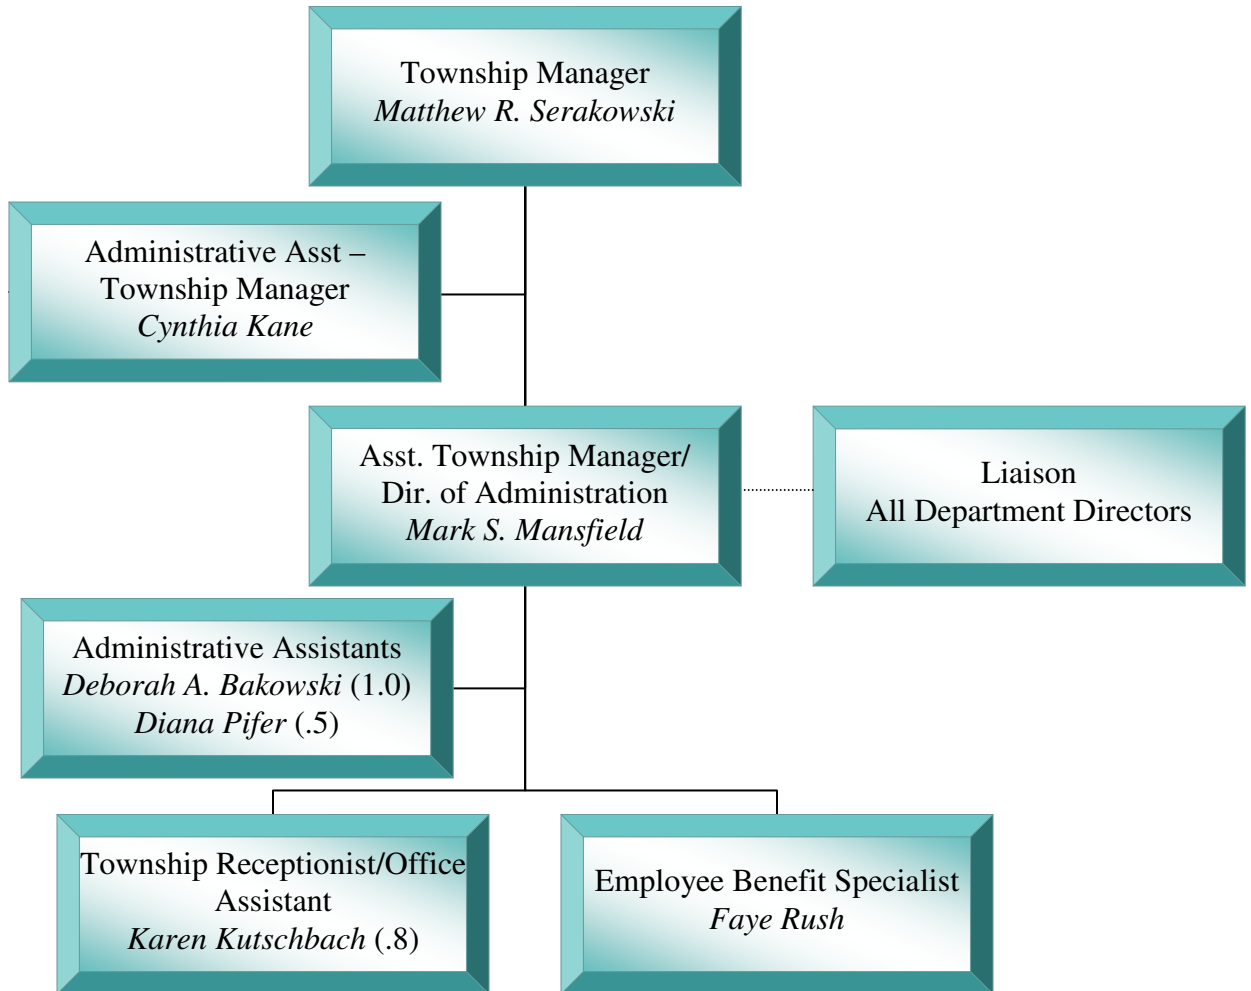 Township Manager
Matthew R. Serakowski
Administrative Asst –
Township Manager
Cynthia Kane
Asst. Township Manager/
Dir. of Administration
Mark S. Mansfield
Liaison
All Department Directors
Administrative Assistants
Deborah A. Bakowski (1.0)
Diana Pifer (.5)
Township Receptionist/Office
Assistant
Karen Kutschbach (.8)
Employee Benefit Specialist
Faye Rush